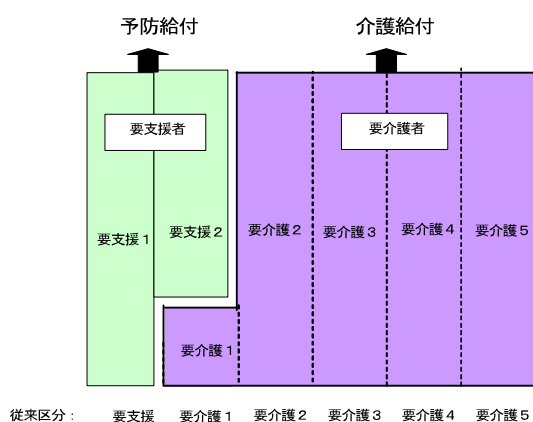 予防給付 介護給付
要支援者 要介護者
要支援１ 要支援２ 要介護２ 要介護３ 要介護４ 要介護５
要介護１
従来区分： 要支援 要介護１ 要介護２ 要介護３ 要介護４ 要介護５